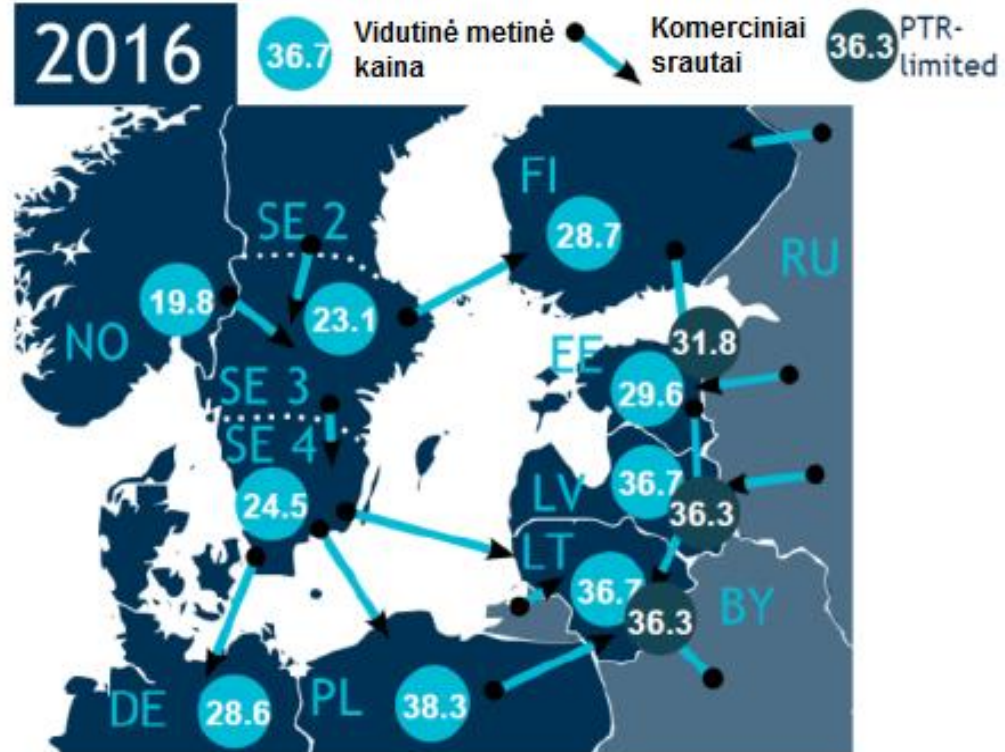 2016
36.7
Vidutinė metinė
kaina
Komerciniai
srautai
36.3
PTR-
limited
FI
28.7
SE 2
RU
19.8
23.1
NO
31.8
EE
29.6
SE 3
SE 4
24.5
LV
36.7
36.3
LT
36.7
36.3
BY
DE
28.6
PL
38.3